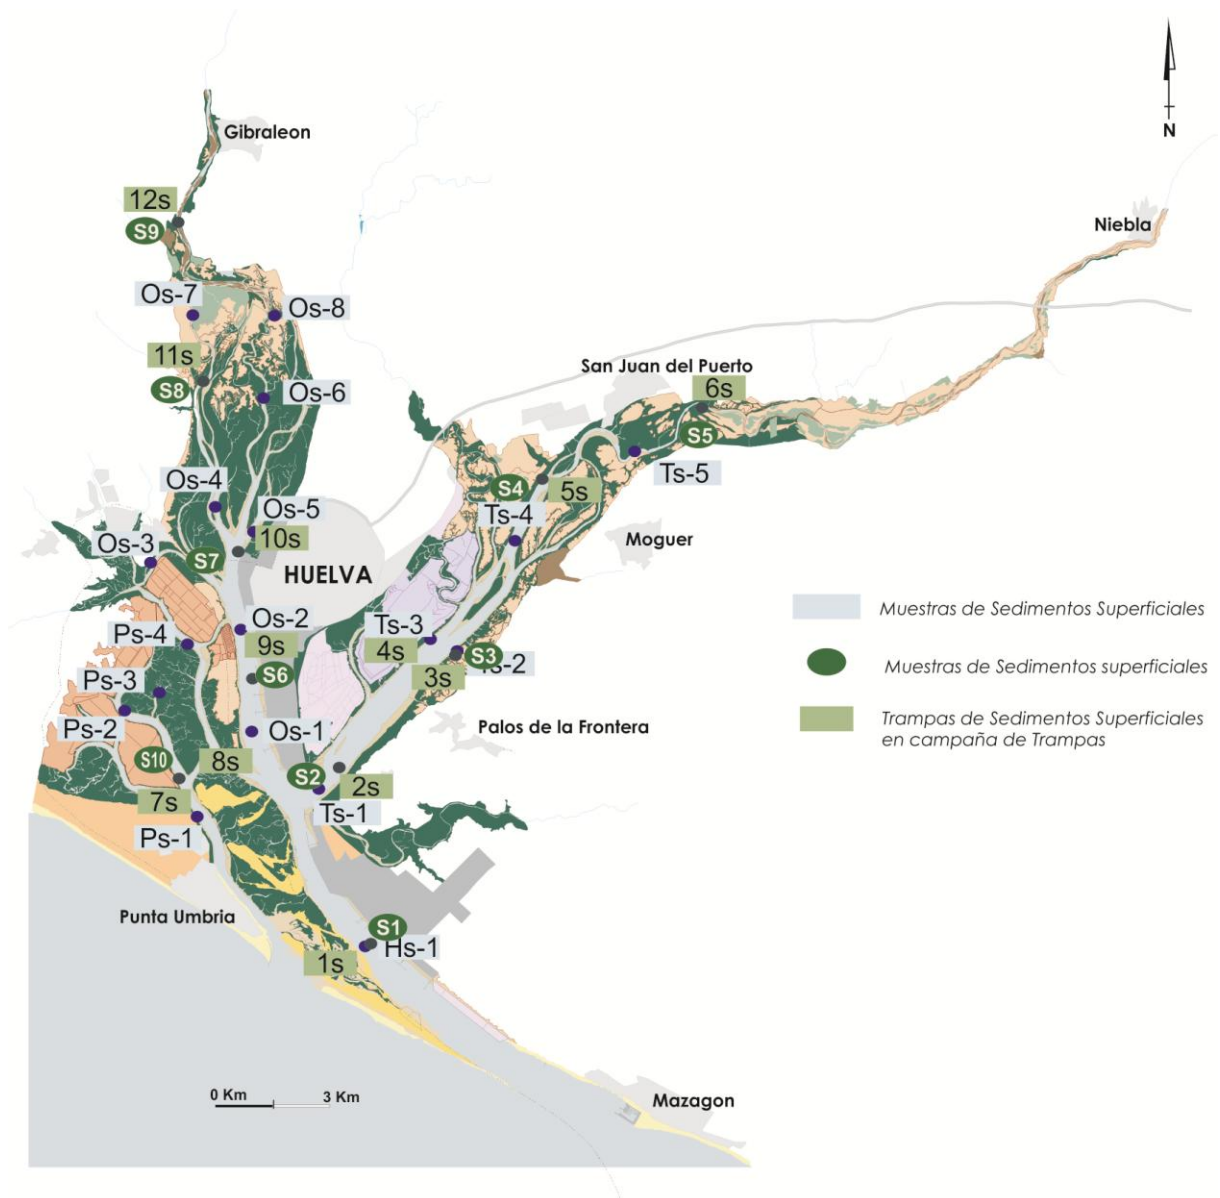 Gibraleon
N
12s
S9
Niebla
Os-7
Os-8
11s
San Juan del Puerto
S8
Os-6
6s
S5
Os-4
S4
5s
Ts-5
Os-5
Ts-4
Os-3
10s
Moguer
S7
HUELVA
Muestras de Sedimentos Superficiales
Os-2
Ts-3
Ps-4
9s
4s
S3
s-2
3s
Muestras de Sedimentos superficiales
S6
Ps-3
Ps-2
Os-1
Palos de la Frontera
Trampas de Sedimentos Superficiales
en campaña de Trampas
S10
8s
S2
2s
7s
Ts-1
Ps-1
Punta Umbria
S1
Hs-1
1s
0 Km
3 Km
Mazagon